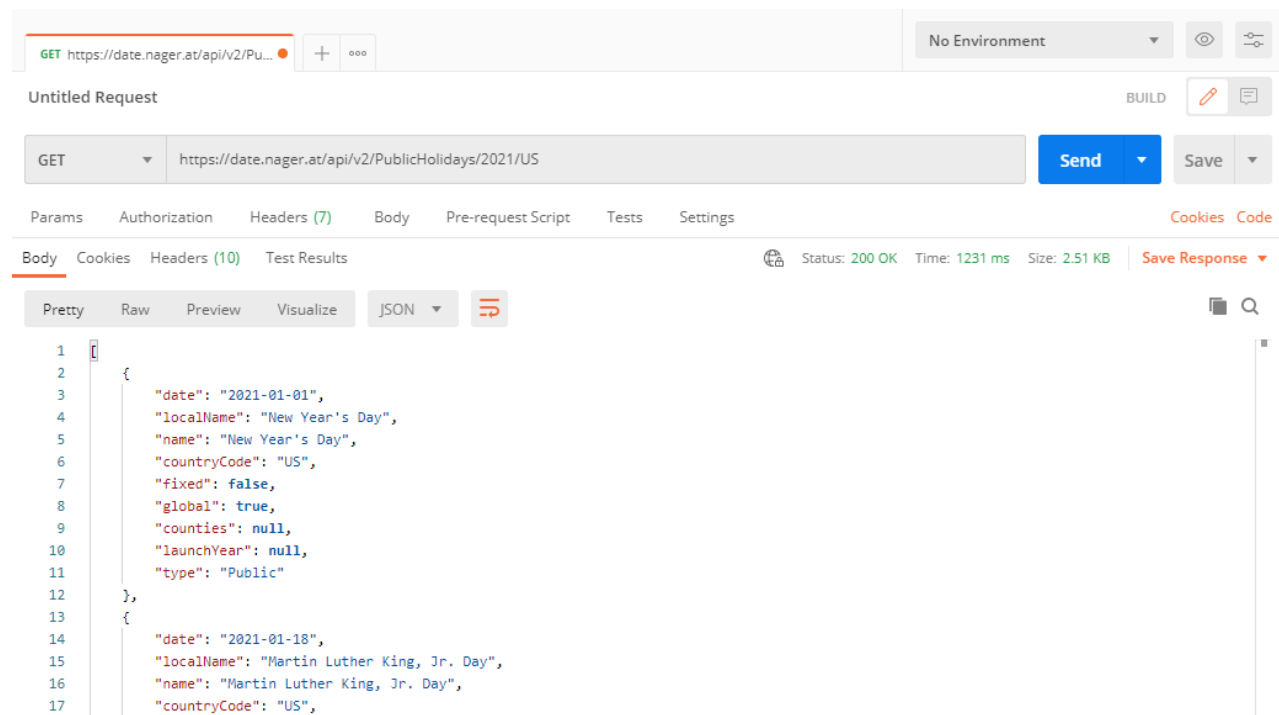 GET https://date.nager.at/api/v2/Pu...
No Environment
Untitled Request
BUILD
GET https://date.nager.at/api/v2/PublicHolidays/2021/US Send Save
Params Authorization Headers (7) Body Pre-request Script Tests Settings Cookies Code
Body Cookies Headers (10) Test Results Status: 200 OK Time: 1231 ms Size: 2.51 KB Save Response
Pretty Raw Preview Visualize JSON
1 [
2 {
3 "date": "2021-01-01",
4 "localName": "New Year's Day",
5 "name": "New Year's Day",
6 "countryCode": "US",
7 "fixed": false,
8 "global": true,
9 "counties": null,
10 "launchYear": null,
11 "type": "Public"
12 },
13 {
14 "date": "2021-01-18",
15 "localName": "Martin Luther King, Jr. Day",
16 "name": "Martin Luther King, Jr. Day",
17 "countryCode": "US",